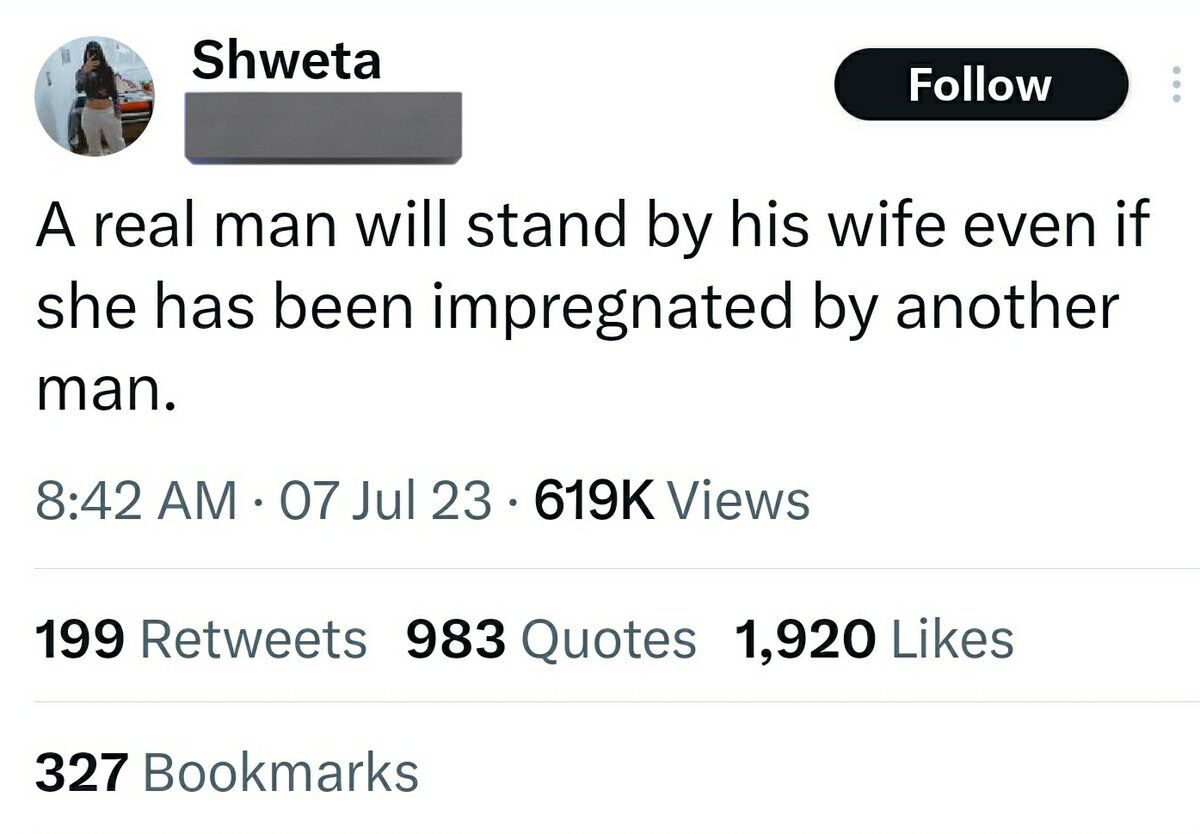 Shweta
Follow
A real man will stand by his wife even if
she has been impregnated by another
man.
8:42 AM · 07 Jul 23 · 619K Views
199 Retweets 983 Quotes 1,920 Likes
327 Bookmarks